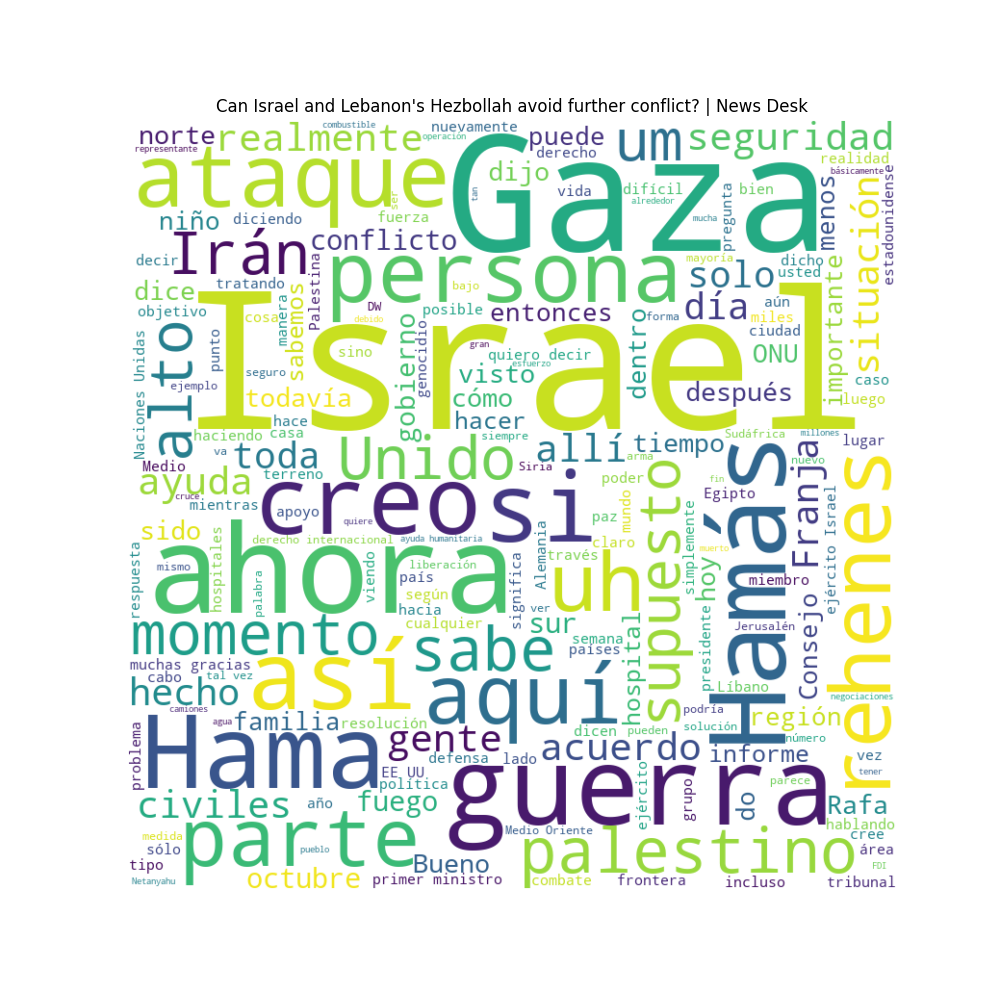 Can Israel and Lebanon's Hezbollah avoid further conflict? | News Desk
combustible
nuevamente
norte
realmente
operación
puede
um
seguridad
representante
derecho
realidad
ataque
Gaza
dijo
básicamente
niño
diciendo
fuerza
ser
tan
vida
difícil
alrededor
bien
pregunta
mucha
menos
situación
estadounidense
Irán
conflicto
decir
tratando
Palestina
persona
mayoría
solo
dicho
usted
importante
dice
objetivo
cosa
manera
sabemos
bajo
DW
debido
posible
entonces
forma
día
aún
miles
ciudad
Israel
Naciones Unidas
alto
punto
sino
gobierno
genocidio
gran
quiero decir
esfuerzo
dentro
ONU
ejemplo
seguro
visto
caso
todavía
cómo
después
luego
haciendo
hace
casa
hacer
siempre
va
toda
Unido
allí
tiempo
arma
Sudáfrica
millones
lugar
Medio
terreno
Siria
poder
nuevo
ayuda
cruce
creo
si
supuesto
Hamás
Franja
rehenes
mientras
apoyo
quiere
Egipto
fin
mundo
paz
sido
derecho internacional
ayuda humanitaria
claro
simplemente
hoy
muerto
ejército Israel
respuesta
hospitales
ahora
liberación
través
Alemania
uh
mismo
palabra
viendo
país
según
significa
miembro
hacia
ver
cualquier
sur
Jerusalén
momento
semana
países
presidente
Consejo
muchas gracias
cabo
tal vez
así
sabe
hospital
Líbano
negociaciones
hecho
aquí
podría
camiones
agua
familia
resolución
dicen
pueden
solución
región
número
problema
Hama
gente
acuerdo
informe
vez
EE UU
defensa
lado
tener
política
guerra
parece
civiles
año
fuego
ejército
grupo
do
Rafa
hablando
medida
parte
Medio Oriente
cree
sólo
pueblo
palestino
área
tipo
Bueno
FDI
Netanyahu
octubre
primer ministro
combate
frontera
incluso
tribunal